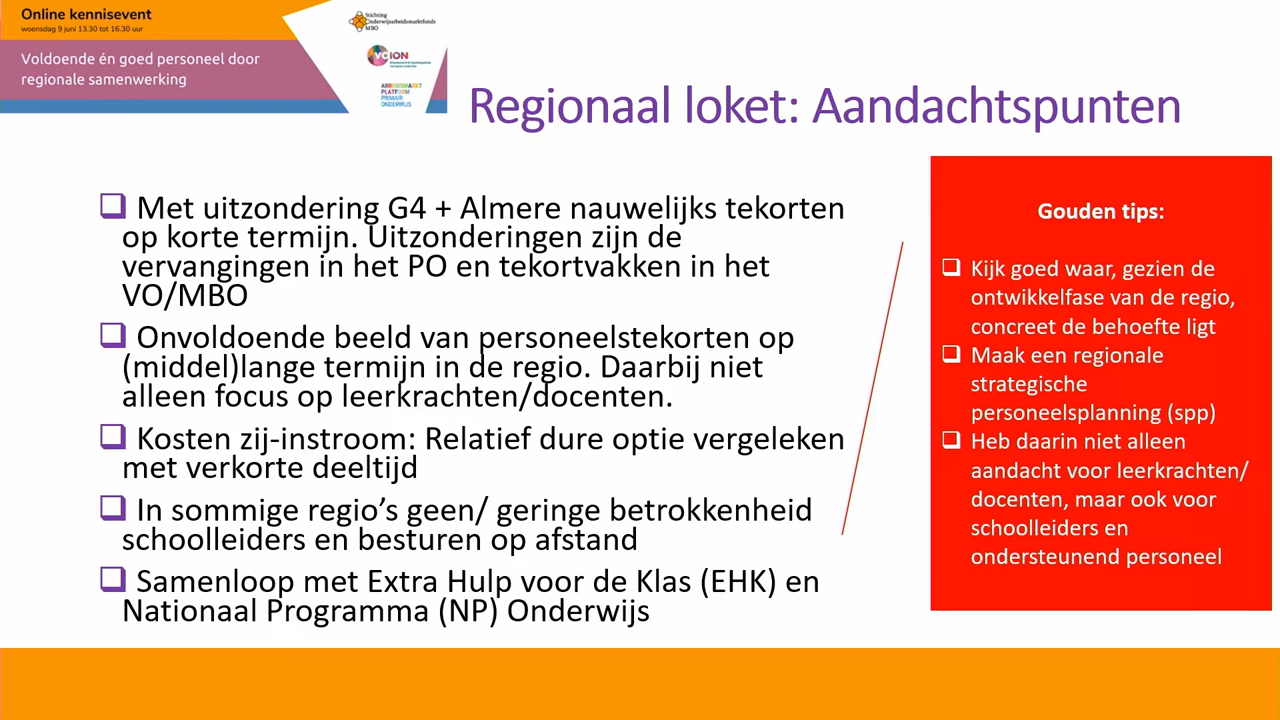 Online kennisevent
woensdag 9 juni 13.30 tot 16.30 uur
Voldoende én goed personeel door
regionale samenwerking
Stichting
Onderwijsarbeidsmarktfonds
MBO
VOION
ARBEIDSMARKT
PLATFORM
PRIMAIR
ONDERWIJS
Regionaal loket: Aandachtspunten
Met uitzondering G4 + Almere nauwelijks tekorten
op korte termijn. Uitzonderingen zijn de
vervangingen in het PO en tekortvakken in het
VO/MBO
Onvoldoende beeld van personeelstekorten op
(middel)lange termijn in de regio. Daarbij niet
alleen focus op leerkrachten/docenten.
Kosten zij-instroom: Relatief dure optie vergeleken
met verkorte deeltijd
In sommige regio’s geen/ geringe betrokkenheid
schoolleiders en besturen op afstand
Samenloop met Extra Hulp voor de Klas (EHK) en
Nationaal Programma (NP) Onderwijs
Gouden tips:
Kijk goed waar, gezien de
ontwikkelfase van de regio,
concreet de behoefte ligt
Maak een regionale
strategische
personeelsplanning (spp)
Heb daarin niet alleen
aandacht voor leerkrachten/
docenten, maar ook voor
schoolleiders en
ondersteunend personeel